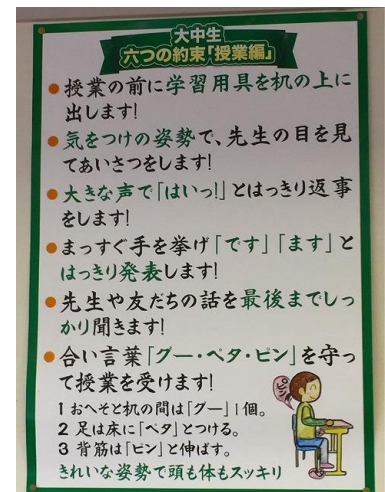 大中生
六つの約束「授業編」
●授業の前に学習用具を机の上に
出します!
●気をつけの姿勢で、先生の目を見
てあいさつをします!
●大きな声で「はいっ!」とはっきり返事
をします!
●まっすぐ手を挙げ「です」「ます」と
はっきり発表します!
●先生や友だちの話を最後までしっ
かり聞きます!
●合い言葉「グー・ペタ・ピン」を守っ
て授業を受けます!
1 おへそと机の間は「グー」1個。
2 足は床に「ペタ」とつける。
3 背筋は「ピン」と伸ばす。
きれいな姿勢で頭も体もスッキリ
ピン